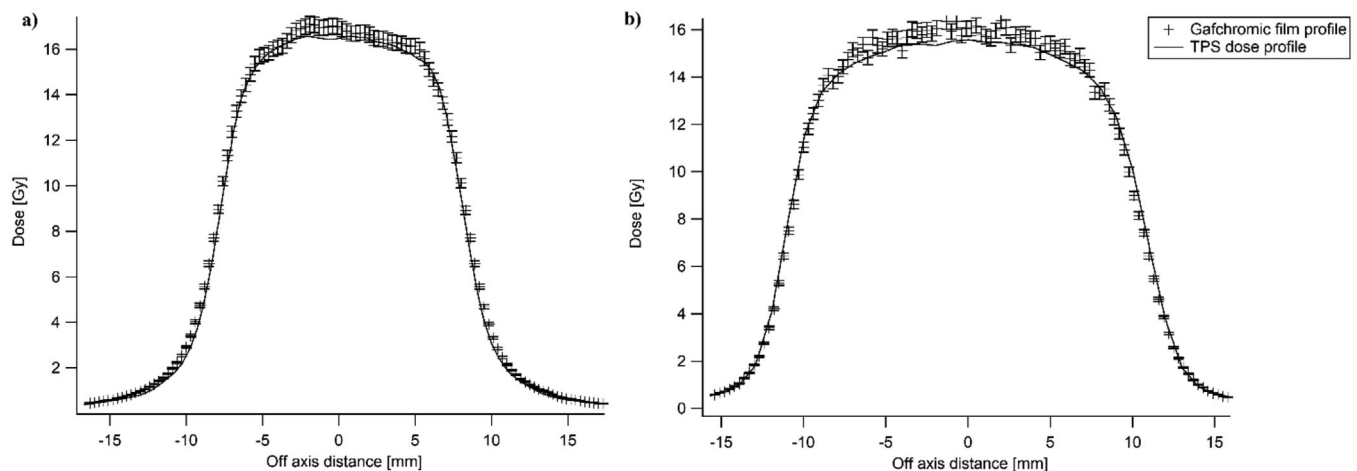 a)
16
14
12
10
8
6
4
2
Dose [Gy]
-15 -10 -5 0 5 10 15
Off axis distance [mm]
b)
16
14
12
10
8
6
4
2
0
Dose [Gy]
-15 -10 -5 0 5 10 15
Off axis distance [mm]
Gafchromic film profile
TPS dose profile